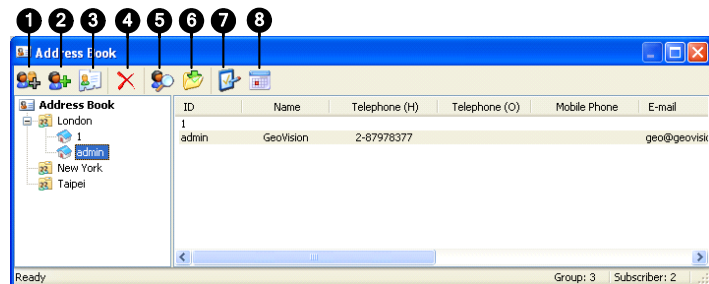 1 2 3 4 5 6 7 8
Address Book
Address Book
London
1
admin
New York
Taipei
ID Name Telephone (H) Telephone (O) Mobile Phone E-mail
1
admin GeoVision 2-87978377 geo@geovisic
Ready Group: 3 Subscriber: 2